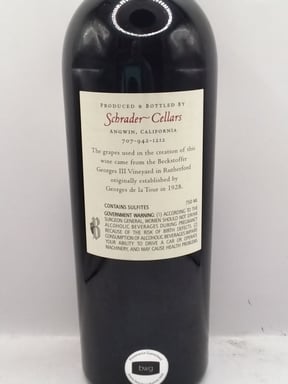 PRODUCED & BOTTLED BY
Schrader~Cellars
ANGWIN, CALIFORNIA
707-942-1212
The grapes used in the creation of this
wine came from the Beckstoffer
Georges III Vineyard in Rutherford
originally established by
Georges de la Tour in 1928.
CONTAINS SULFITES
750 ML
GOVERNMENT WARNING: (1) ACCORDING TO THE
SURGEON GENERAL, WOMEN SHOULD NOT DRINK
ALCOHOLIC BEVERAGES DURING PREGNANCY
BECAUSE OF THE RISK OF BIRTH DEFECTS. (2)
CONSUMPTION OF ALCOHOLIC BEVERAGES IMPAIRS
YOUR ABILITY TO DRIVE A CAR OR OPERATE
MACHINERY, AND MAY CAUSE HEALTH PROBLEMS
bwg